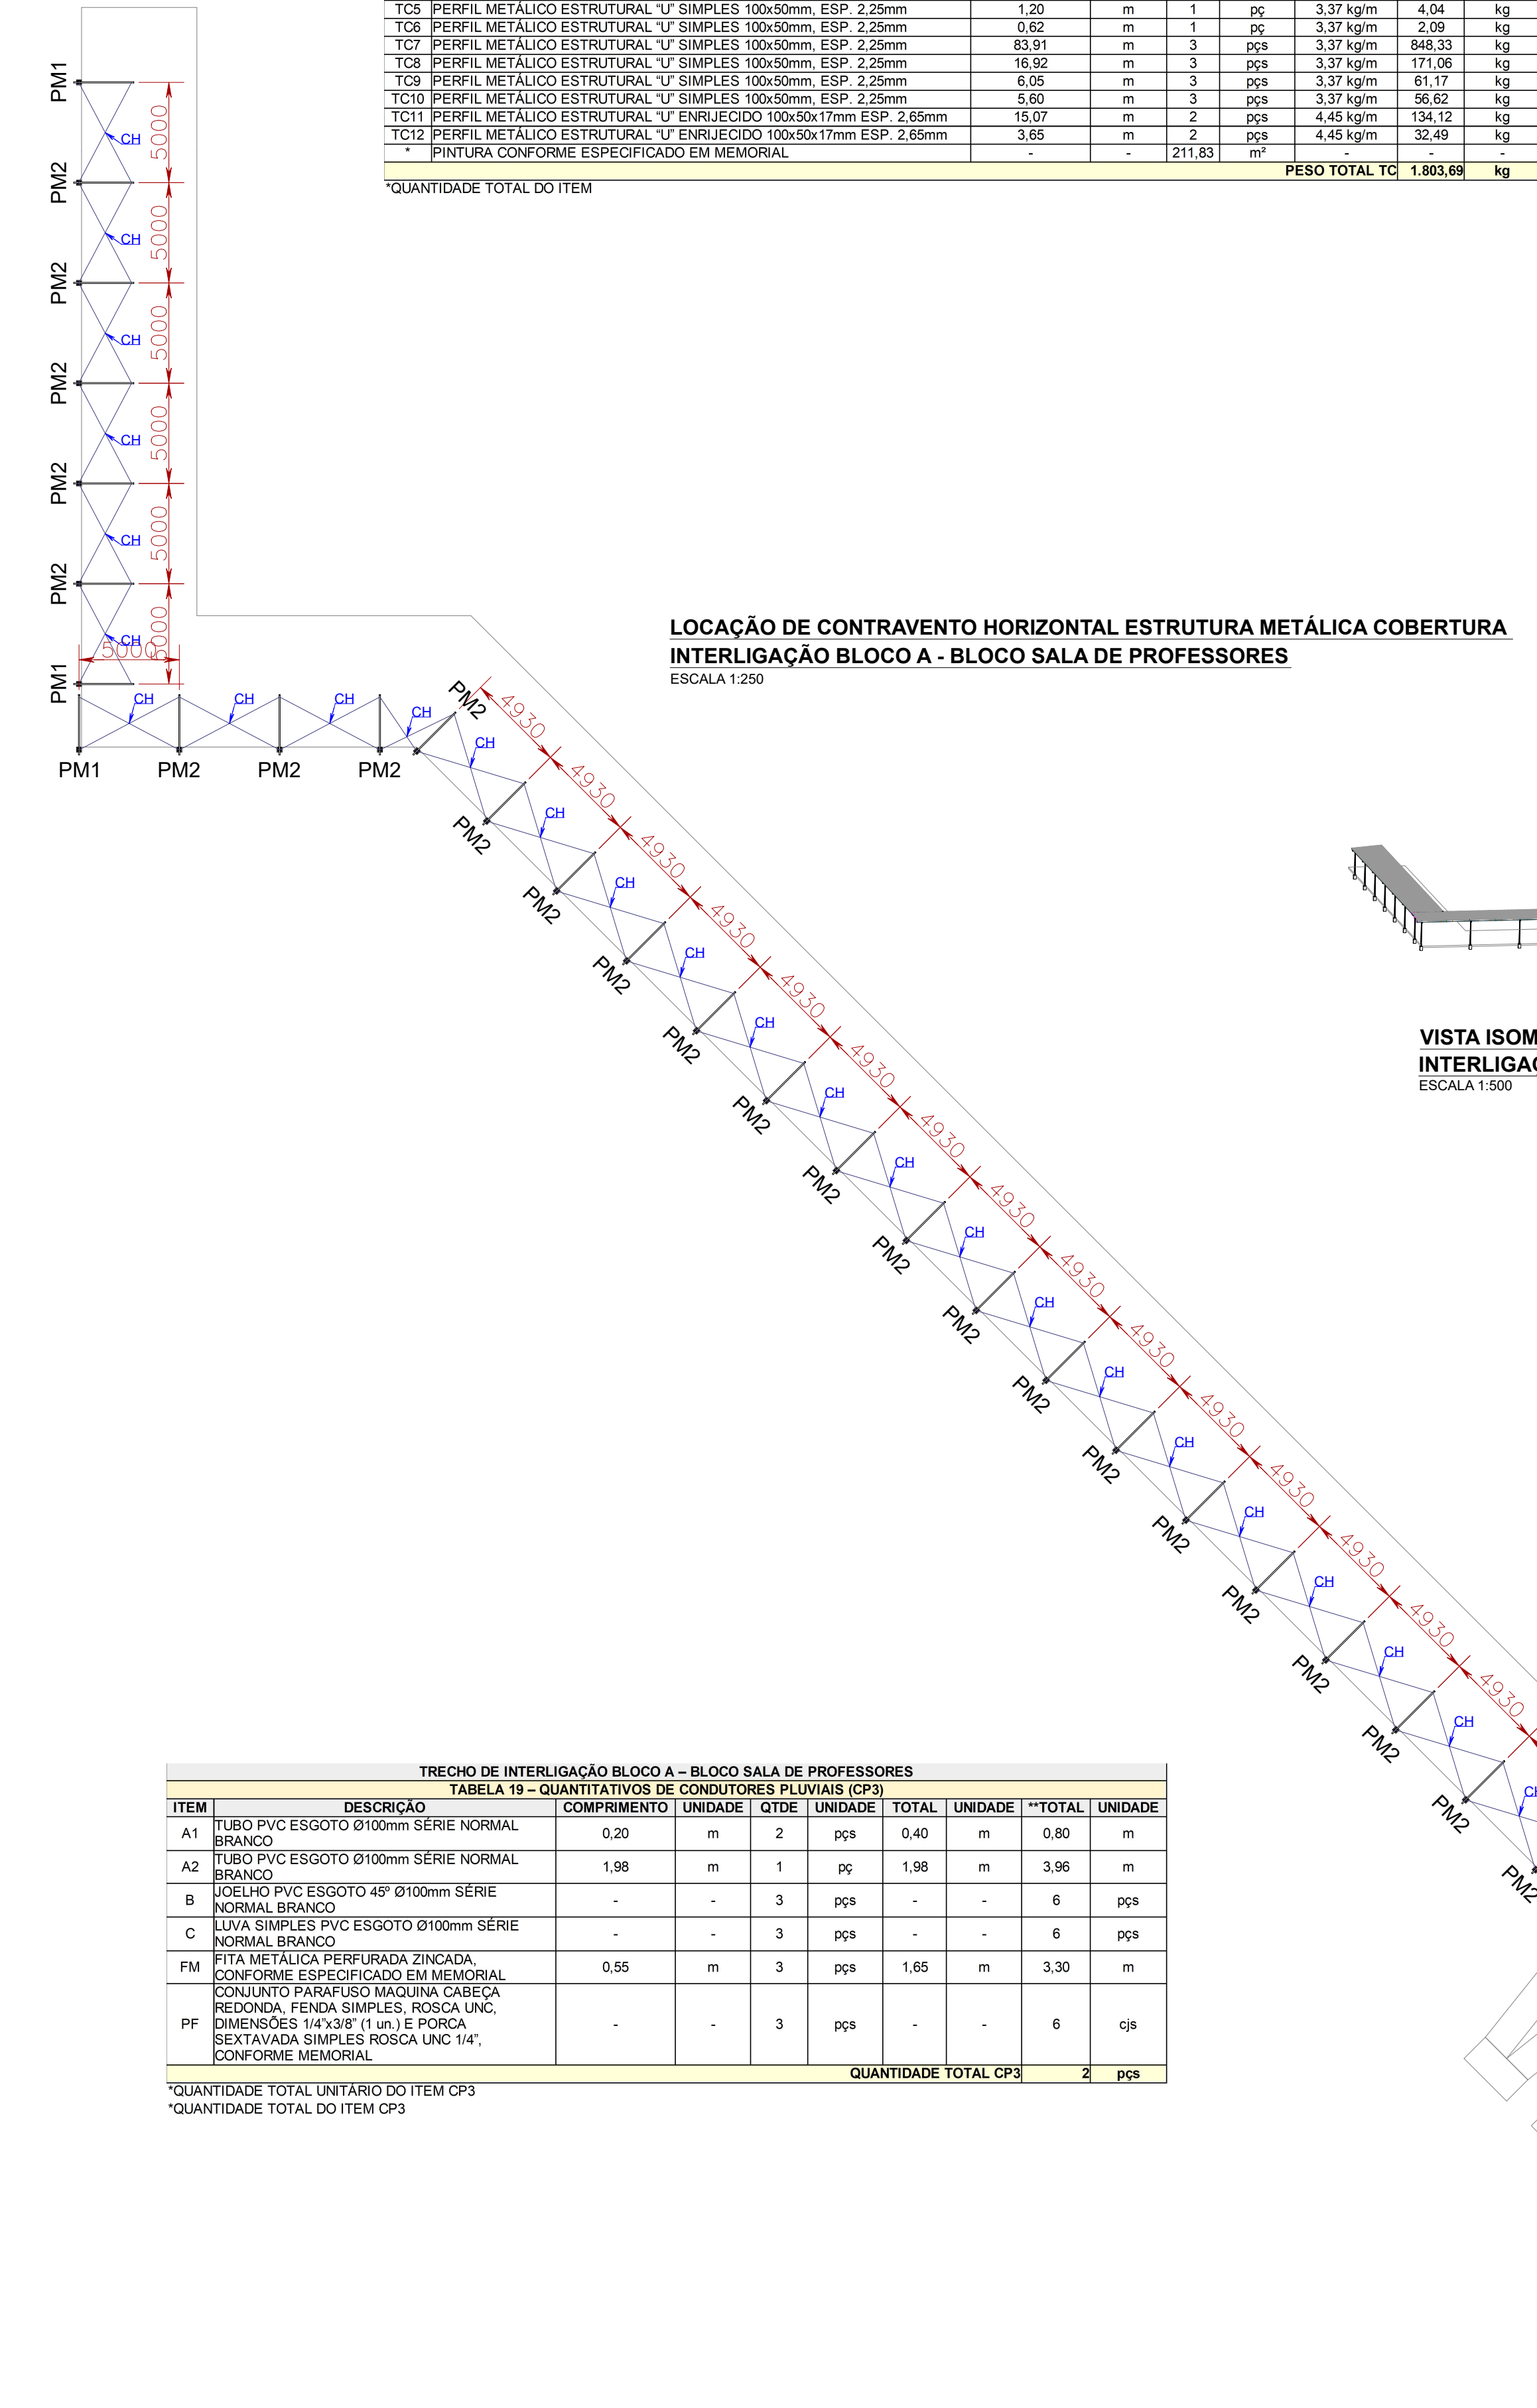 TC5 PERFIL METÁLICO ESTRUTURAL “U” SIMPLES 100x50mm, ESP. 2,25mm 1,20 m 1 pç 3,37 kg/m 4,04 kg
TC6 PERFIL METÁLICO ESTRUTURAL “U” SIMPLES 100x50mm, ESP. 2,25mm 0,62 m 1 pç 3,37 kg/m 2,09 kg
TC7 PERFIL METÁLICO ESTRUTURAL “U” SIMPLES 100x50mm, ESP. 2,25mm 83,91 m 3 pçs 3,37 kg/m 848,33 kg
TC8 PERFIL METÁLICO ESTRUTURAL “U” SIMPLES 100x50mm, ESP. 2,25mm 16,92 m 3 pçs 3,37 kg/m 171,06 kg
TC9 PERFIL METÁLICO ESTRUTURAL “U” SIMPLES 100x50mm, ESP. 2,25mm 6,05 m 3 pçs 3,37 kg/m 61,17 kg
TC10 PERFIL METÁLICO ESTRUTURAL “U” SIMPLES 100x50mm, ESP. 2,25mm 5,60 m 3 pçs 3,37 kg/m 56,62 kg
TC11 PERFIL METÁLICO ESTRUTURAL “U” ENRIJECIDO 100x50x17mm ESP. 2,65mm 15,07 m 2 pçs 4,45 kg/m 134,12 kg
TC12 PERFIL METÁLICO ESTRUTURAL “U” ENRIJECIDO 100x50x17mm ESP. 2,65mm 3,65 m 2 pçs 4,45 kg/m 32,49 kg
* PINTURA CONFORME ESPECIFICADO EM MEMORIAL - - 211,83 m² - - -
PESO TOTAL TC 1.803,69 kg
*QUANTIDADE TOTAL DO ITEM
PM1
CH
5000
PM2
CH
5000
PM2
CH
5000
PM2
CH
5000
PM2
CH
5000
PM2
CH
5000
5000
PM1
LOCAÇÃO DE CONTRAVENTO HORIZONTAL ESTRUTURA METÁLICA COBERTURA
INTERLIGAÇÃO BLOCO A - BLOCO SALA DE PROFESSORES
ESCALA 1:250
CH
CH
CH
CH
PM1
PM2
PM2
PM2
PM2
4930
CH
PM2
4930
CH
PM2
4930
CH
PM2
4930
CH
PM2
4930
CH
PM2
4930
CH
PM2
4930
CH
PM2
4930
CH
PM2
4930
CH
PM2
4930
CH
PM2
4930
CH
PM2
4930
CH
PM2
4930
CH
PM2
4930
CH
PM2
4930
CH
PM2
CH
PM2
VISTA ISOM
INTERLIGAÇ
ESCALA 1:500
TRECHO DE INTERLIGAÇÃO BLOCO A – BLOCO SALA DE PROFESSORES
TABELA 19 – QUANTITATIVOS DE CONDUTORES PLUVIAIS (CP3)
ITEM DESCRIÇÃO COMPRIMENTO UNIDADE QTDE UNIDADE TOTAL UNIDADE **TOTAL UNIDADE
A1 TUBO PVC ESGOTO Ø100mm SÉRIE NORMAL
BRANCO 0,20 m 2 pçs 0,40 m 0,80 m
A2 TUBO PVC ESGOTO Ø100mm SÉRIE NORMAL
BRANCO 1,98 m 1 pç 1,98 m 3,96 m
B JOELHO PVC ESGOTO 45º Ø100mm SÉRIE
NORMAL BRANCO - - 3 pçs - - 6 pçs
C LUVA SIMPLES PVC ESGOTO Ø100mm SÉRIE
NORMAL BRANCO - - 3 pçs - - 6 pçs
FM FITA METÁLICA PERFURADA ZINCADA,
CONFORME ESPECIFICADO EM MEMORIAL 0,55 m 3 pçs 1,65 m 3,30 m
PF CONJUNTO PARAFUSO MAQUINA CABEÇA
REDONDA, FENDA SIMPLES, ROSCA UNC,
DIMENSÕES 1/4”x3/8” (1 un.) E PORCA
SEXTAVADA SIMPLES ROSCA UNC 1/4”,
CONFORME MEMORIAL - - 3 pçs - - 6 cjs
QUANTIDADE TOTAL CP3 2 pçs
*QUANTIDADE TOTAL UNITÁRIO DO ITEM CP3
*QUANTIDADE TOTAL DO ITEM CP3